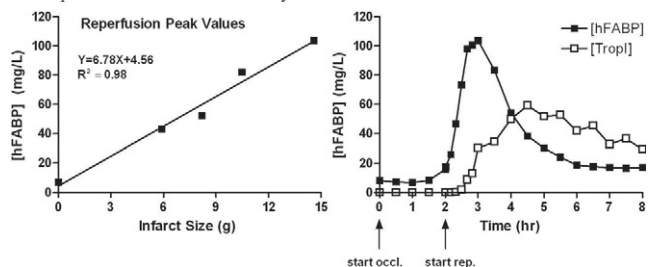 Reperfusion Peak Values
Y=6.78X+4.56
R² = 0.98
[hFABP] (mg/L)
120
100
80
60
40
20
0
0 3 6 9 12 15
Infarct Size (g)
[hFABP]
[TropI]
[hFABP] (mg/L)
120
100
80
60
40
20
0
0 1 2 3 4 5 6 7 8
Time (hr)
start occl.
start rep.